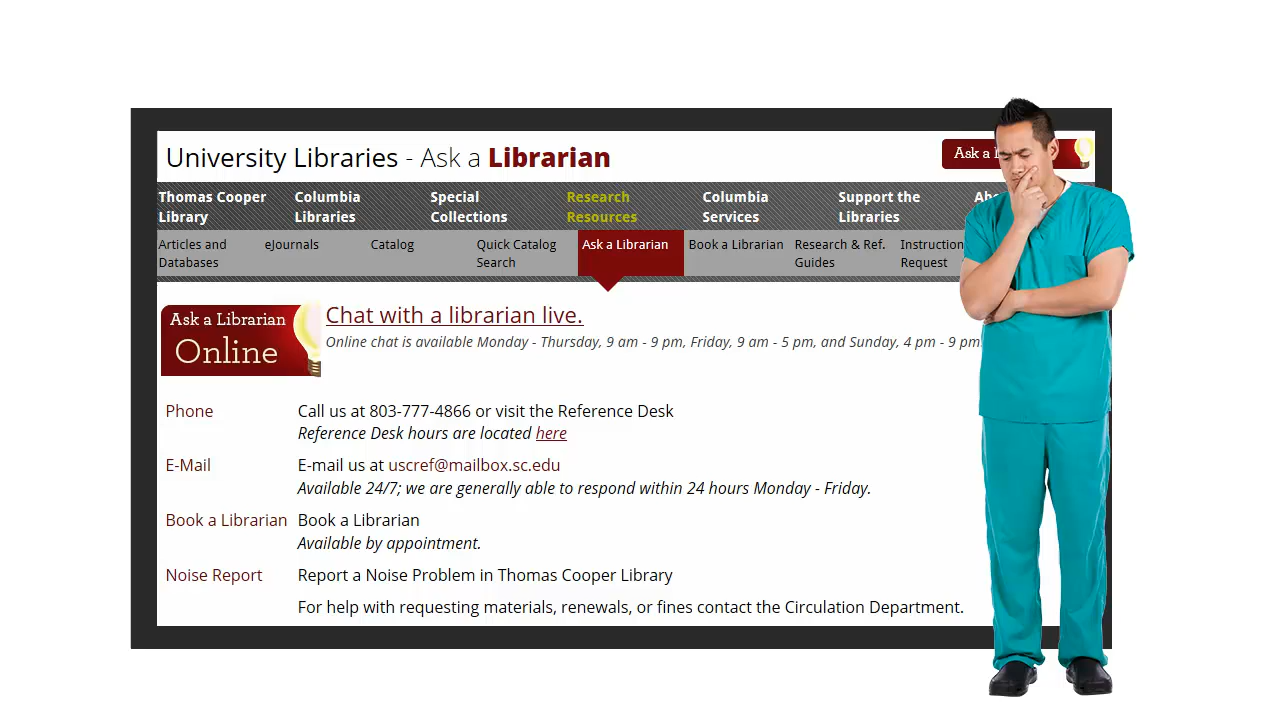 University Libraries - Ask a Librarian
Ask a
Thomas Cooper Library
Columbia Libraries
Special Collections
Research Resources
Columbia Services
Support the Libraries
Articles and Databases
eJournals
Catalog
Quick Catalog Search
Ask a Librarian
Book a Librarian
Research & Ref. Guides
Instruction Request
Ask a Librarian
Online
Chat with a librarian live.
Online chat is available Monday - Thursday, 9 am - 9 pm, Friday, 9 am - 5 pm, and Sunday, 4 pm - 9 pm.
Phone Call us at 803-777-4866 or visit the Reference Desk
Reference Desk hours are located here
E-Mail E-mail us at uscref@mailbox.sc.edu
Available 24/7; we are generally able to respond within 24 hours Monday - Friday.
Book a Librarian Book a Librarian
Available by appointment.
Noise Report Report a Noise Problem in Thomas Cooper Library
For help with requesting materials, renewals, or fines contact the Circulation Department.